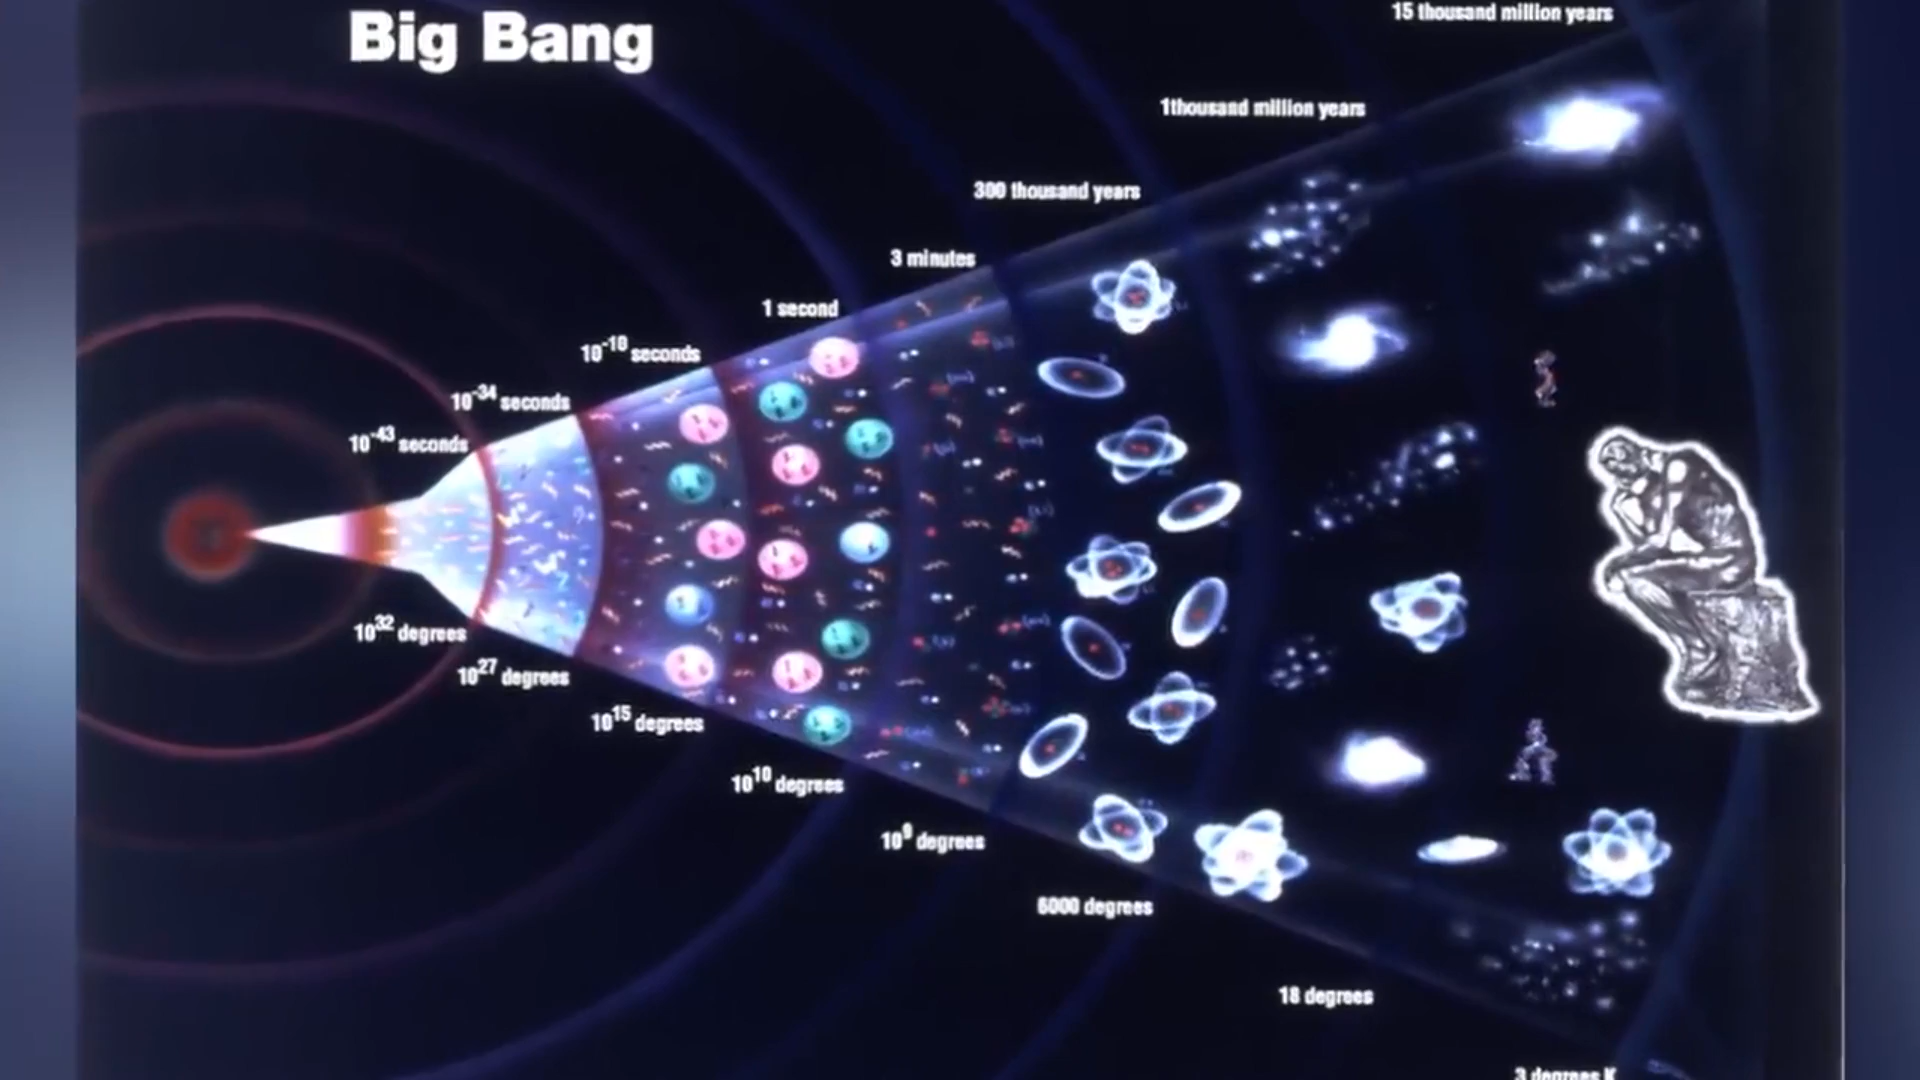 Big Bang
15 thousand million years
1thousand million years
300 thousand years
3 minutes
1 second
10⁻¹⁰ seconds
10⁻³⁴ seconds
10⁻⁴³ seconds
10³² degrees
10²⁷ degrees
10¹⁵ degrees
10¹⁰ degrees
10⁹ degrees
6000 degrees
18 degrees
3 degrees K